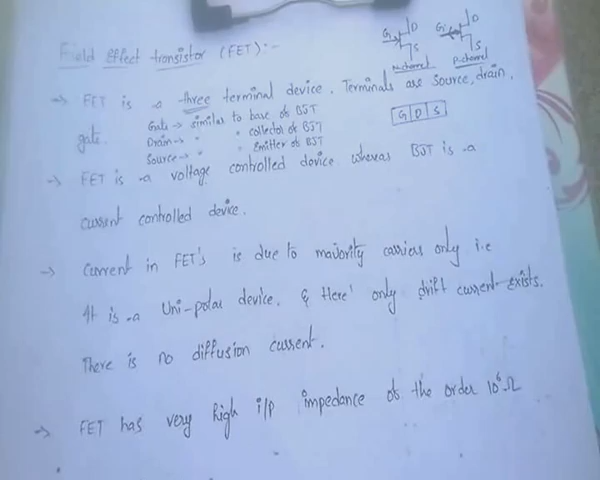 Field Effect transistor (FET):-
G D S
G D S
n-channel p-channel
→ FET is a three terminal device. Terminals are source, drain,
gate.
Gate → similar to base of BJT
Drain → " " collector of BJT
Source → " " Emitter of BJT
G D S
→ FET is a voltage controlled device whereas BJT is a
current controlled device.
→ Current in FET's is due to majority carriers only i.e
It is a Uni-polar device. & Here' only drift current exists.
There is no diffusion current.
→ FET has very high i/p impedance of the order 10⁶Ω